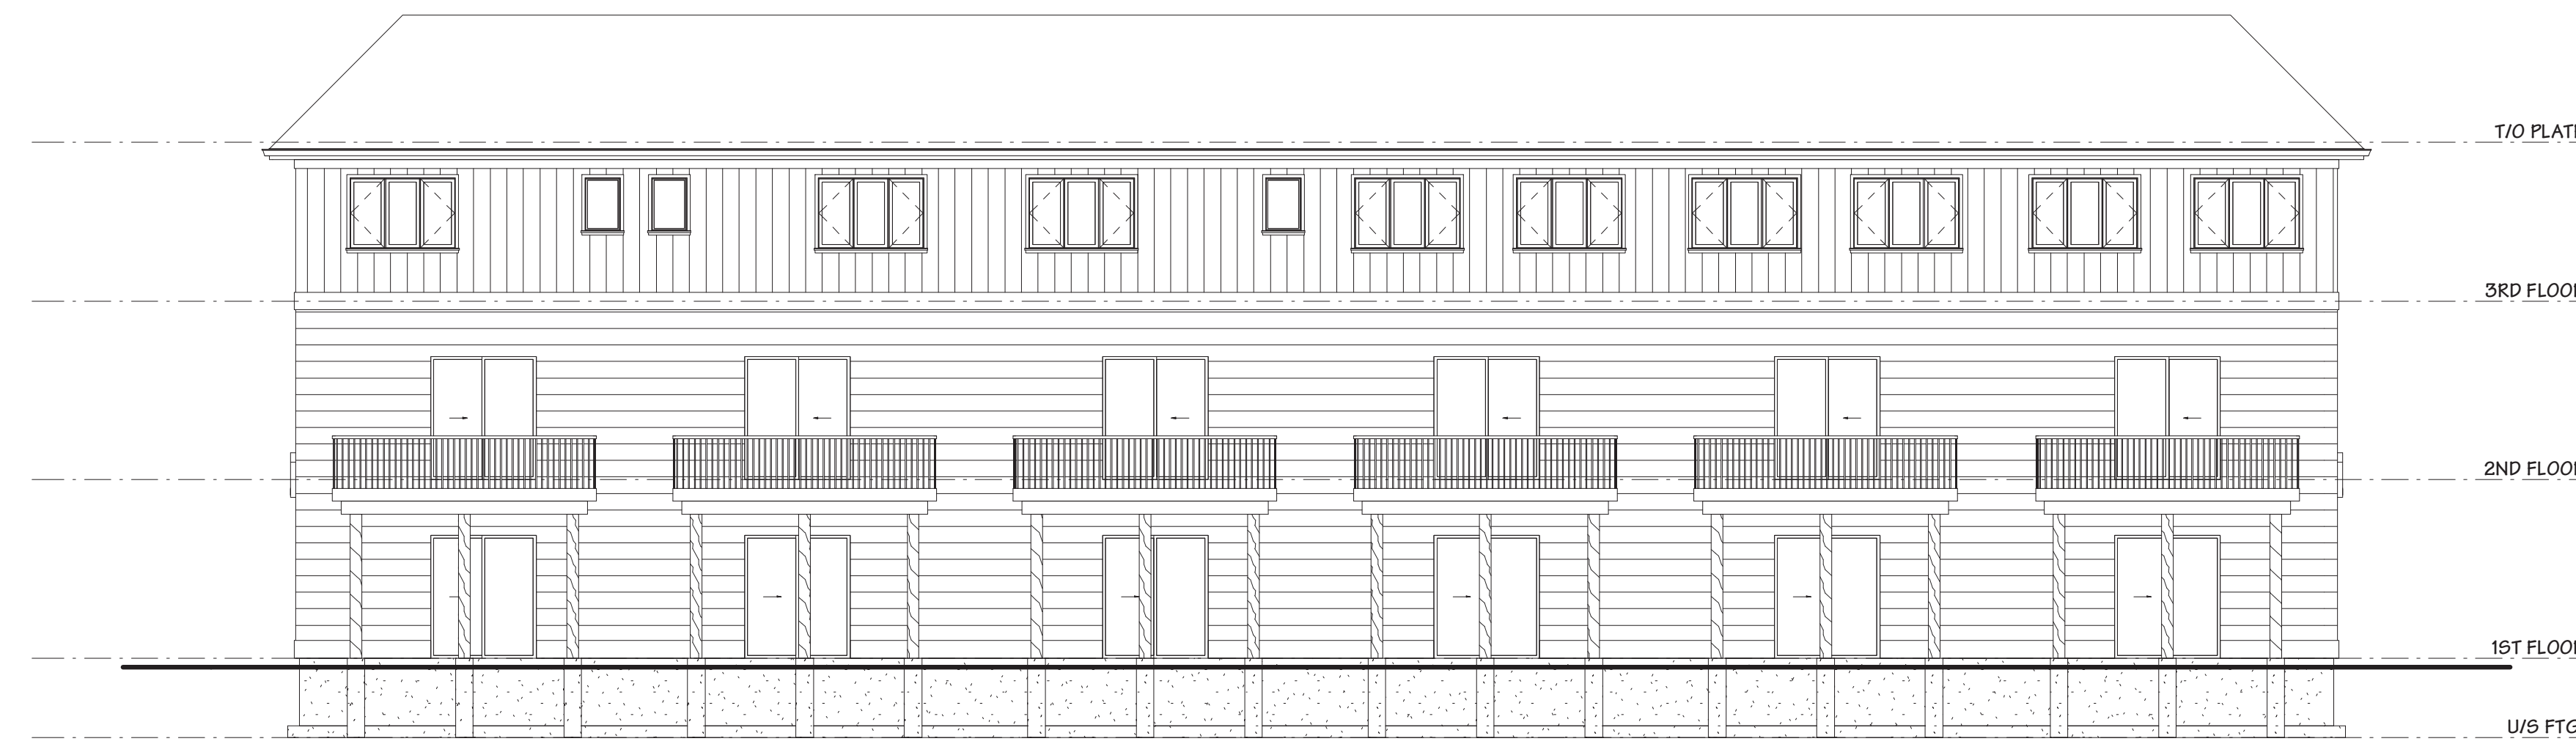 T/O PLATE
3RD FLOOR
2ND FLOOR
1ST FLOOR
U/S FTG